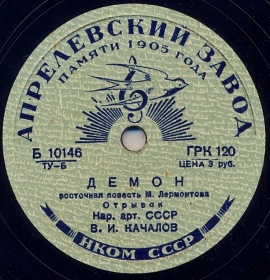 АПРЕЛЕВСКИЙ ЗАВОД
ПАМЯТИ 1905 ГОДА
Б 10146
ТУ-Б
ГРК 120
ЦЕНА 3 руб.
ДЕМОН
восточная повесть М. Лермонтова
Отрывок
Нар. арт. СССР
В. И. КАЧАЛОВ
НКОМ СССР